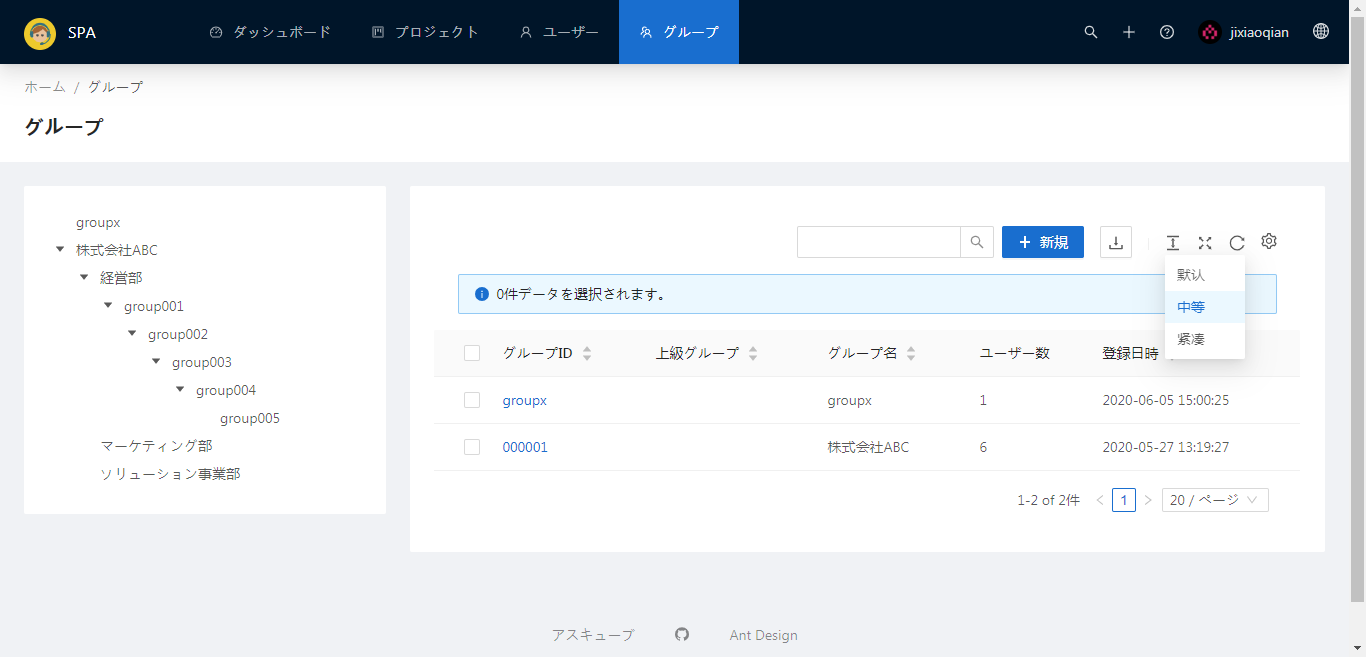 SPA ダッシュボード プロジェクト ユーザー グループ jixiaoqian
ホーム / グループ
グループ
groupx
株式会社ABC
経営部
group001
group002
group003
group004
group005
マーケティング部
ソリューション事業部
新規
默认
中等
紧凑
0件データを選択されます。
グループID 上級グループ グループ名 ユーザー数 登録日時
groupx groupx 1 2020-06-05 15:00:25
000001 株式会社ABC 6 2020-05-27 13:19:27
1-2 of 2件 < 1 > 20 / ページ
アスキューブ Ant Design